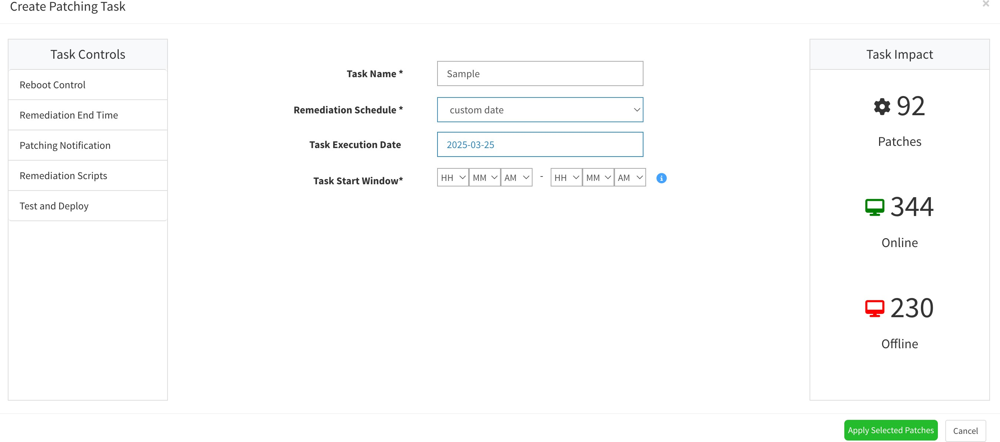 Create Patching Task
×
Task Controls
Reboot Control
Remediation End Time
Patching Notification
Remediation Scripts
Test and Deploy
Task Name * Sample
Remediation Schedule * custom date
Task Execution Date 2025-03-25
Task Start Window* HH MM AM - HH MM AM
Task Impact
92
Patches
344
Online
230
Offline
Apply Selected Patches Cancel